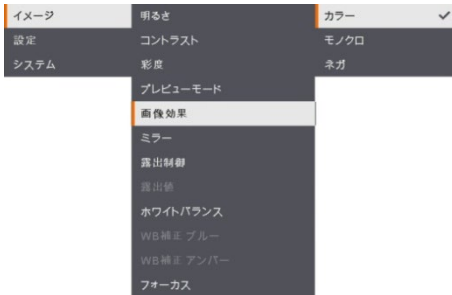 イメージ
設定
システム
明るさ
コントラスト
彩度
プレビューモード
画像効果
ミラー
露出制御
露出値
ホワイトバランス
WB補正 ブルー
WB補正 アンバー
フォーカス
カラー
モノクロ
ネガ